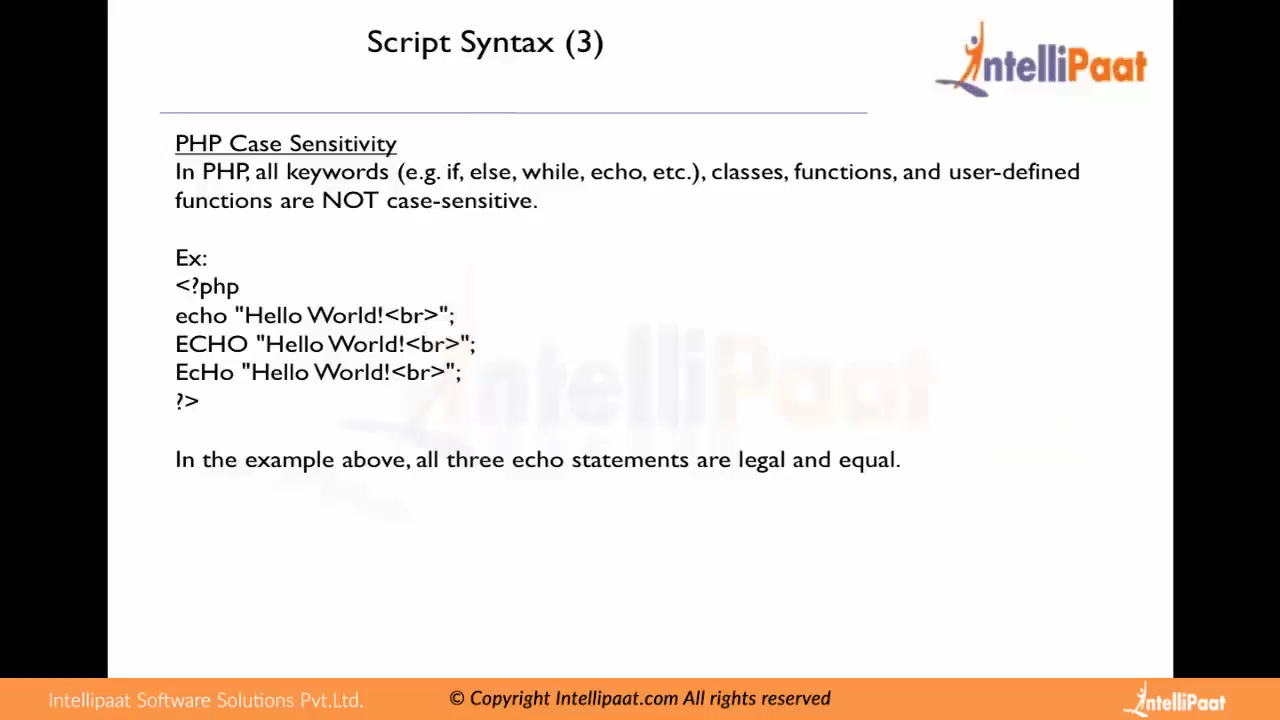 Script Syntax (3)
IntelliPaat
PHP Case Sensitivity
In PHP, all keywords (e.g. if, else, while, echo, etc.), classes, functions, and user-defined
functions are NOT case-sensitive.
Ex:
<?php
echo "Hello World!<br>";
ECHO "Hello World!<br>";
EcHo "Hello World!<br>";
?>
IntelliPaat
In the example above, all three echo statements are legal and equal.
Intellipaat Software Solutions Pvt.Ltd.
© Copyright Intellipaat.com All rights reserved
IntelliPaat